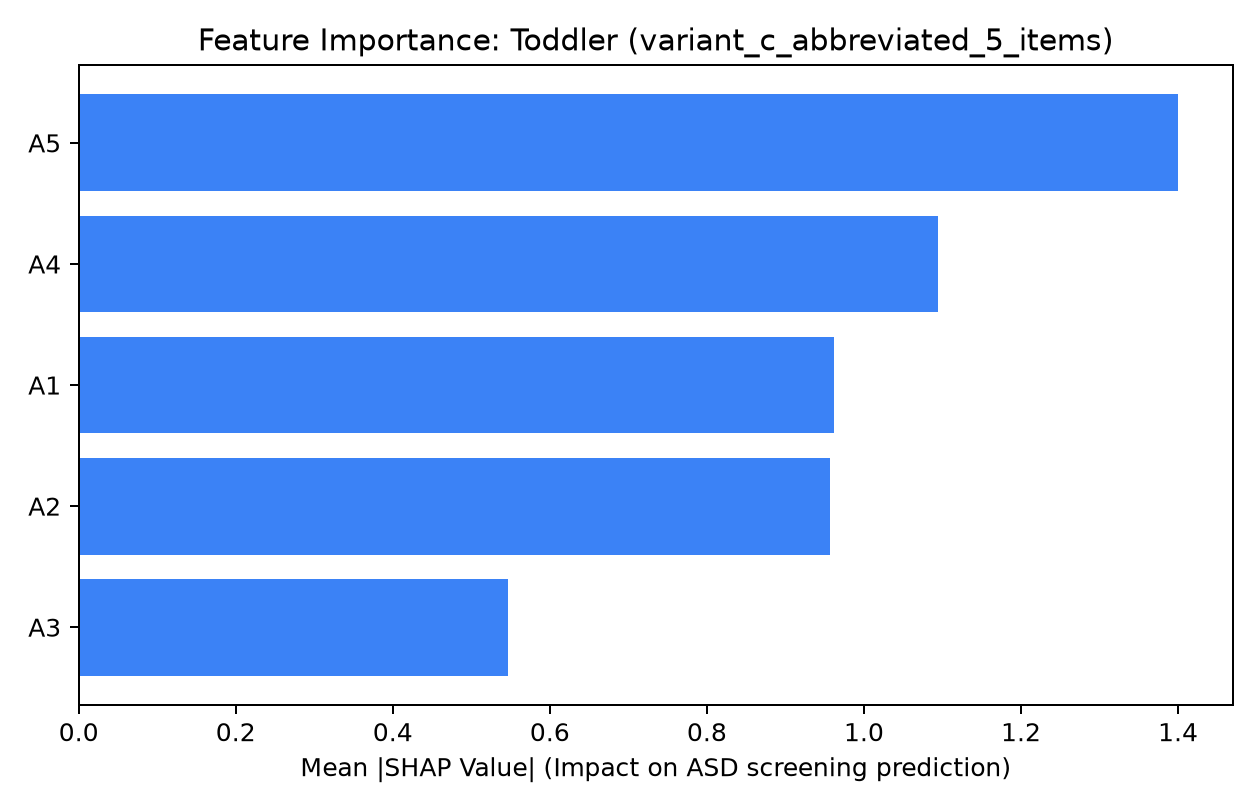 Feature Importance: Toddler (variant_c_abbreviated_5_items)
A5
A4
A1
A2
A3
0.0 0.2 0.4 0.6 0.8 1.0 1.2 1.4
Mean |SHAP Value| (Impact on ASD screening prediction)